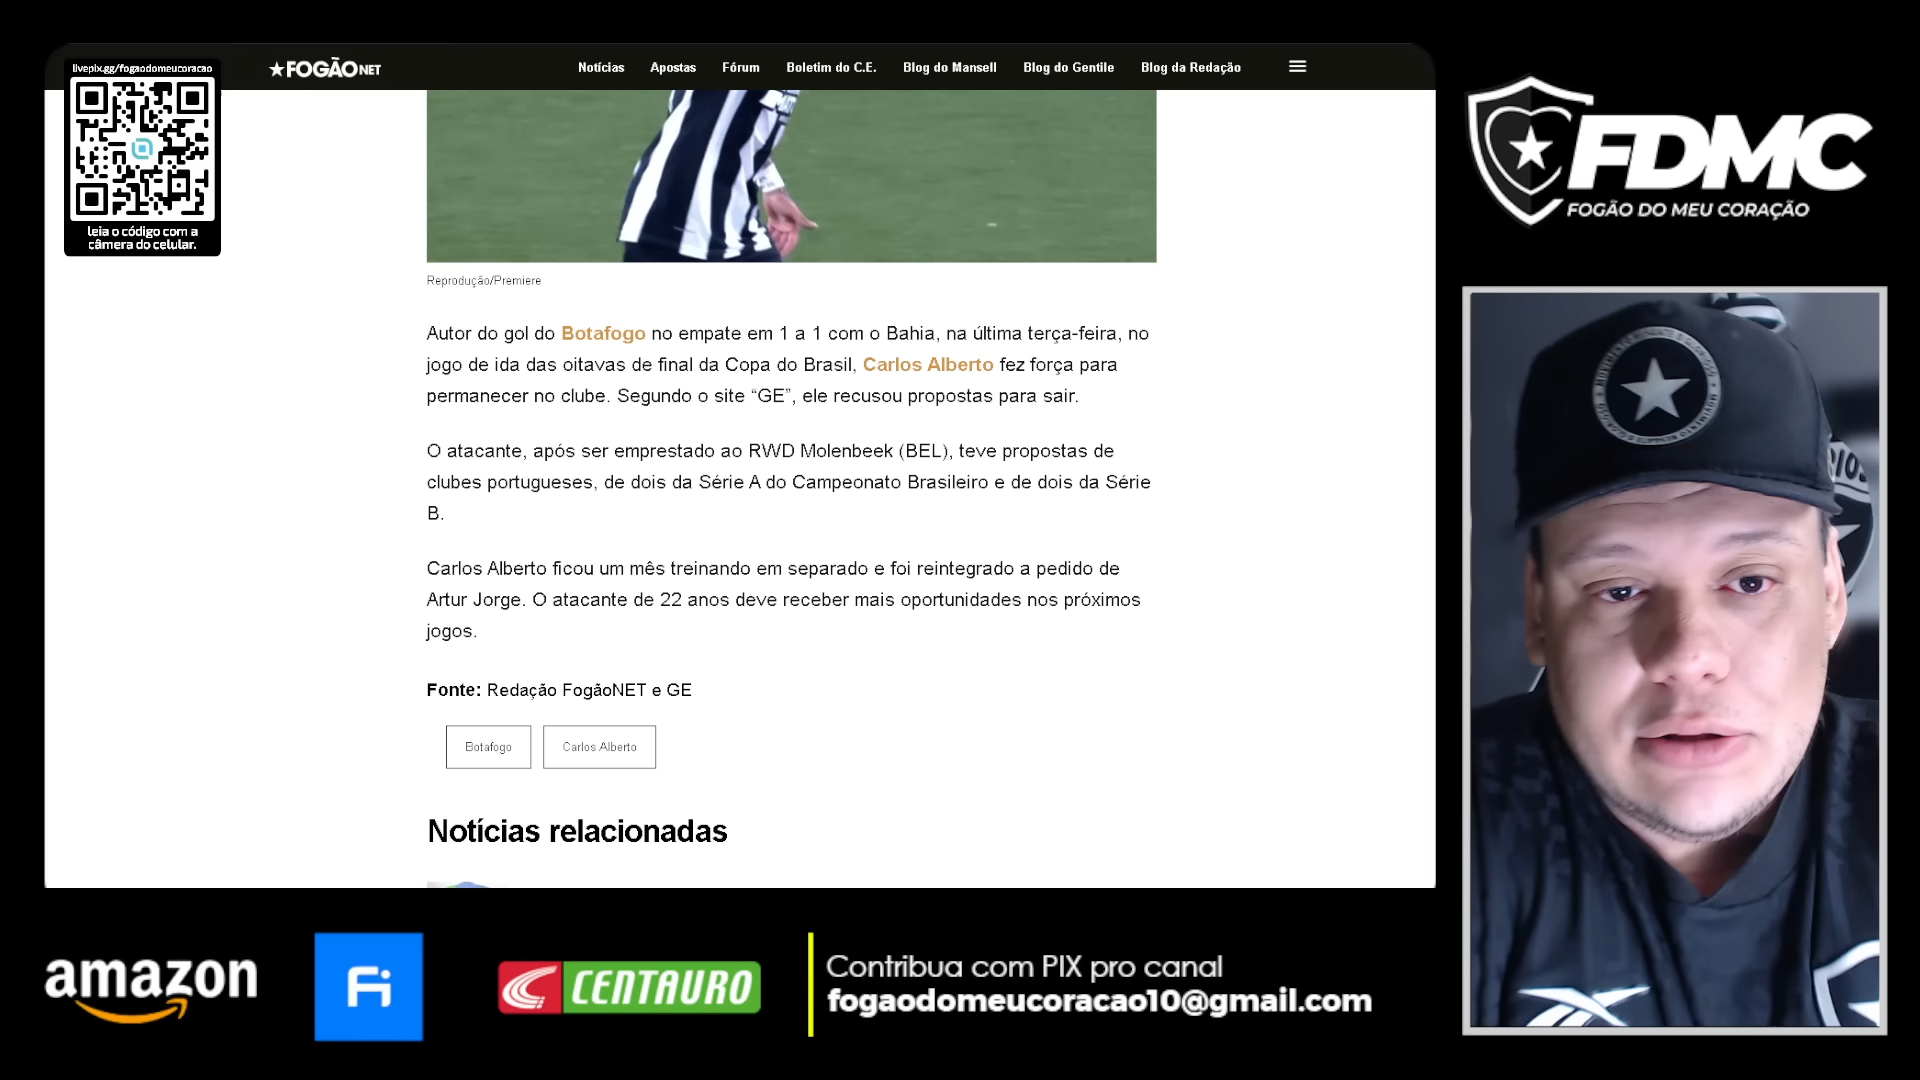 livepix.gg/fogaodomeucoracao
leia o código com a
câmera do celular.
FOGÃONET
Notícias Apostas Fórum Boletim do C.E. Blog do Mansell Blog do Gentile Blog da Redação
Reprodução/Premiere
Autor do gol do Botafogo no empate em 1 a 1 com o Bahia, na última terça-feira, no
jogo de ida das oitavas de final da Copa do Brasil, Carlos Alberto fez força para
permanecer no clube. Segundo o site “GE”, ele recusou propostas para sair.
O atacante, após ser emprestado ao RWD Molenbeek (BEL), teve propostas de
clubes portugueses, de dois da Série A do Campeonato Brasileiro e de dois da Série
B.
Carlos Alberto ficou um mês treinando em separado e foi reintegrado a pedido de
Artur Jorge. O atacante de 22 anos deve receber mais oportunidades nos próximos
jogos.
Fonte: Redação FogãoNET e GE
Botafogo Carlos Alberto
Notícias relacionadas
FDMC
FOGÃO DO MEU CORAÇÃO
amazon
Fi
CENTAURO
Contribua com PIX pro canal
fogaodomeucoracao10@gmail.com